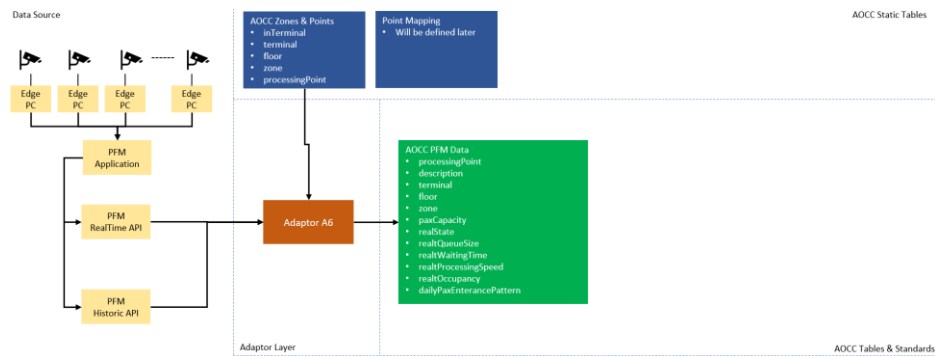 Data Source
AOCC Zones & Points
• inTerminal
• terminal
• floor
• zone
• processingPoint
Point Mapping
• Will be defined later
AOCC Static Tables
Edge
PC
Edge
PC
Edge
PC
Edge
PC
PFM
Application
PFM
RealTime API
PFM
Historic API
Adaptor A6
AOCC PFM Data
• processingPoint
• description
• terminal
• floor
• zone
• paxCapacity
• realState
• realtQueueSize
• realtWaitingTime
• realtProcessingSpeed
• realtOccupancy
• dailyPaxEnterancePattern
Adaptor Layer
AOCC Tables & Standards